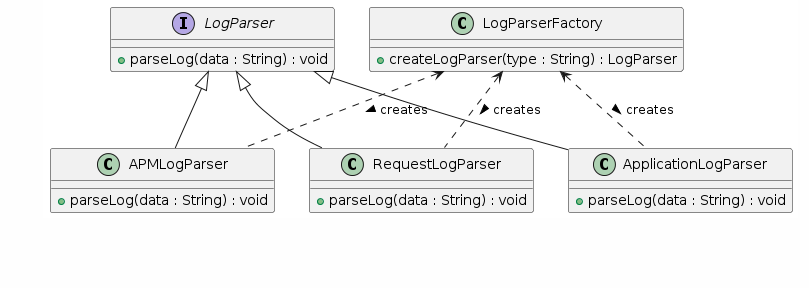 I LogParser
parseLog(data : String) : void
C LogParserFactory
createLogParser(type : String) : LogParser
creates
creates
creates
C APMLogParser
parseLog(data : String) : void
C RequestLogParser
parseLog(data : String) : void
C ApplicationLogParser
parseLog(data : String) : void